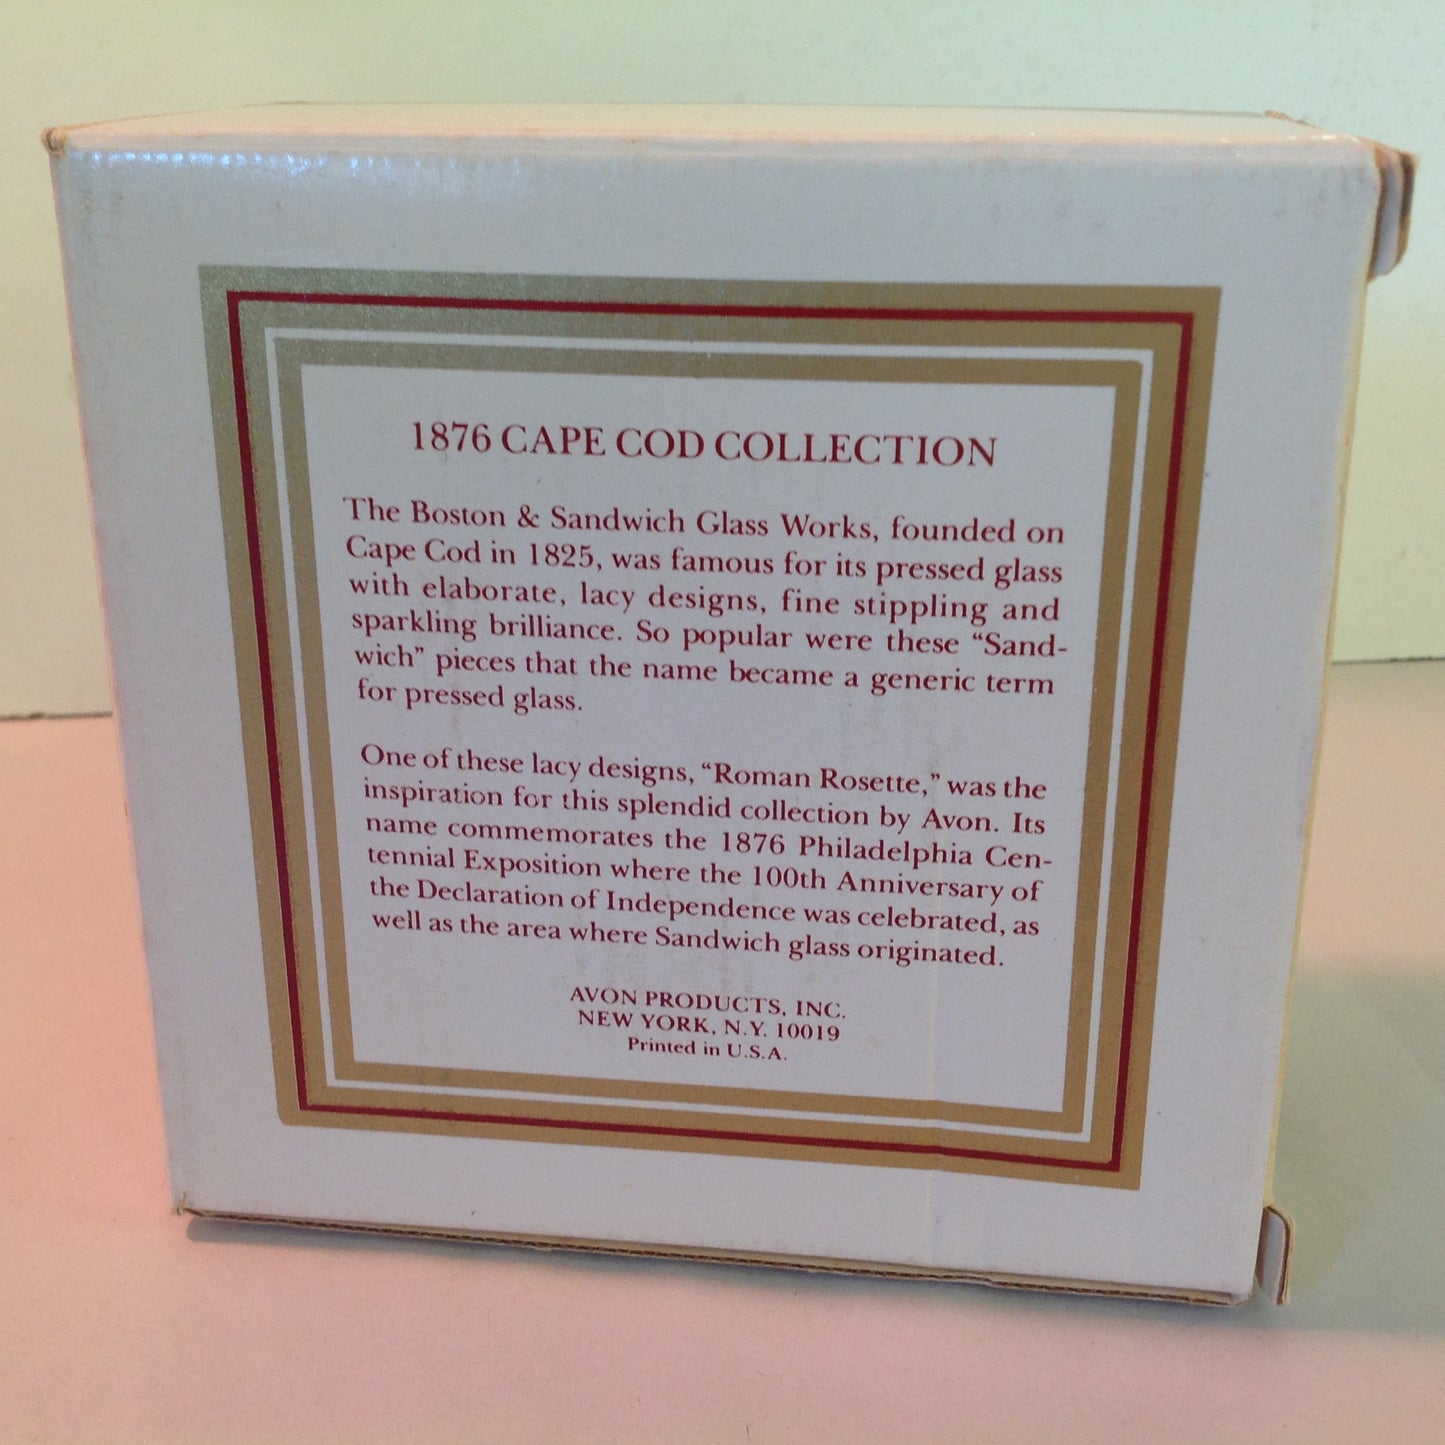 1876 CAPE COD COLLECTION
The Boston & Sandwich Glass Works, founded on
Cape Cod in 1825, was famous for its pressed glass
with elaborate, lacy designs, fine stippling and
sparkling brilliance. So popular were these “Sand-
wich” pieces that the name became a generic term
for pressed glass.
One of these lacy designs, “Roman Rosette,” was the
inspiration for this splendid collection by Avon. Its
name commemorates the 1876 Philadelphia Cen-
tennial Exposition where the 100th Anniversary of
the Declaration of Independence was celebrated, as
well as the area where Sandwich glass originated.
AVON PRODUCTS, INC.
NEW YORK, N.Y. 10019
Printed in U.S.A.